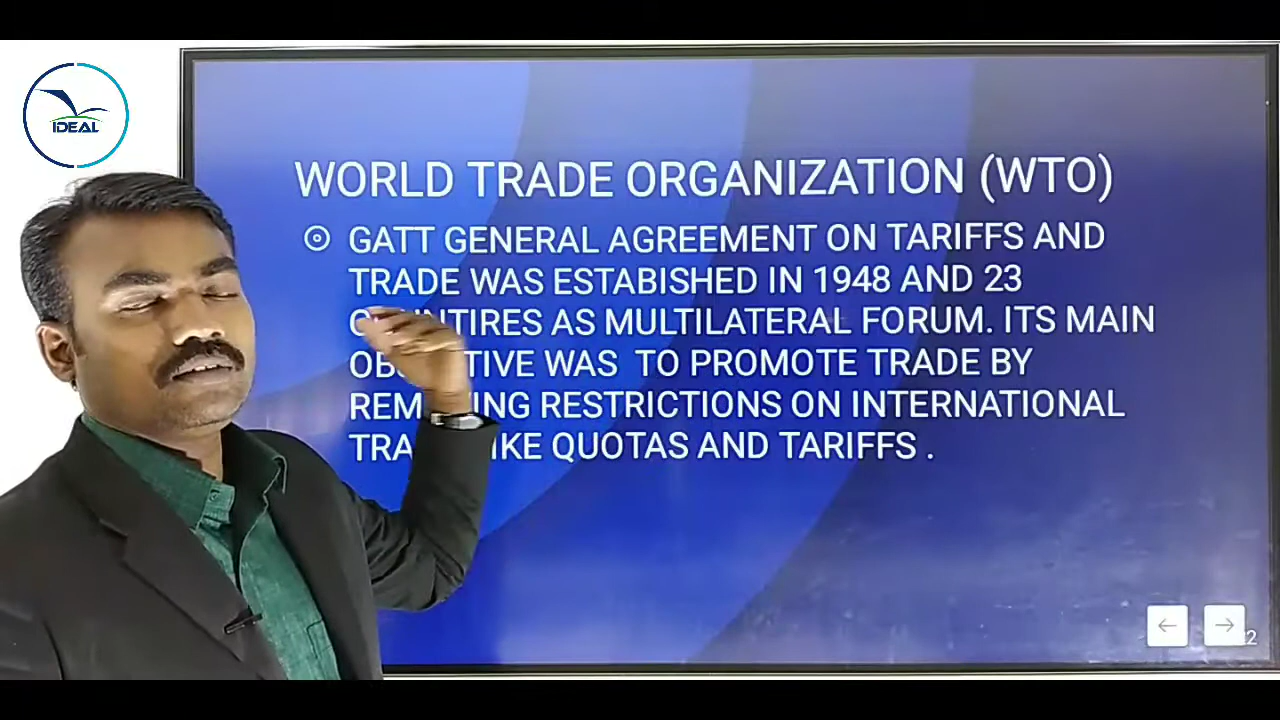 IDEAL
WORLD TRADE ORGANIZATION (WTO)
GATT GENERAL AGREEMENT ON TARIFFS AND
TRADE WAS ESTABISHED IN 1948 AND 23
AS MULTILATERAL FORUM. ITS MAIN
WAS TO PROMOTE TRADE BY
RESTRICTIONS ON INTERNATIONAL
QUOTAS AND TARIFFS .
2